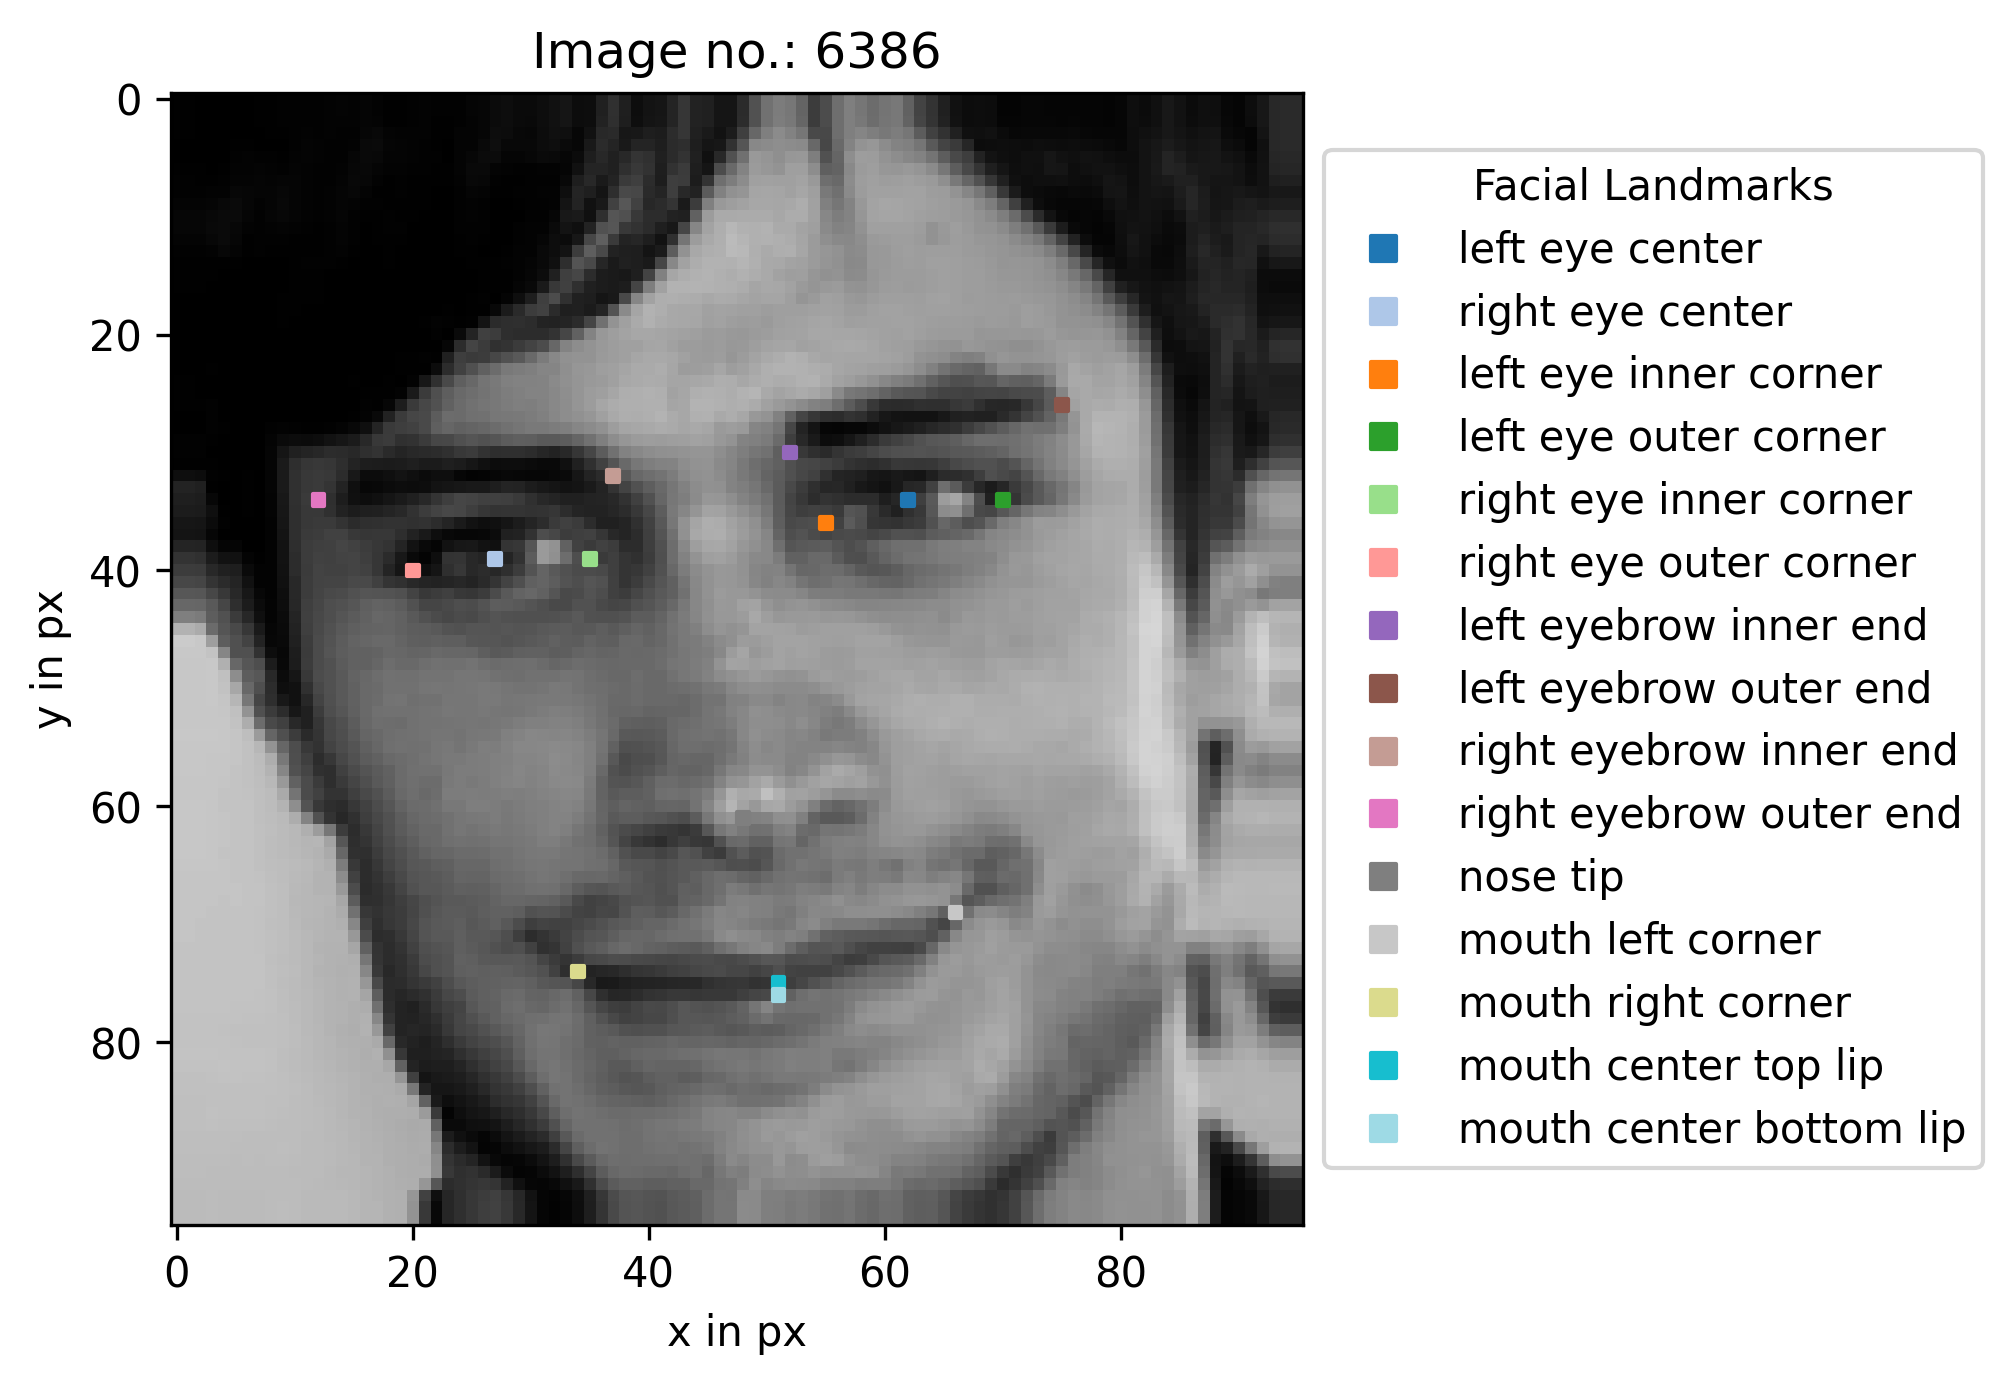 Image no.: 6386
0
20
40
60
80
y in px
0 20 40 60 80
x in px
Facial Landmarks
left eye center
right eye center
left eye inner corner
left eye outer corner
right eye inner corner
right eye outer corner
left eyebrow inner end
left eyebrow outer end
right eyebrow inner end
right eyebrow outer end
nose tip
mouth left corner
mouth right corner
mouth center top lip
mouth center bottom lip